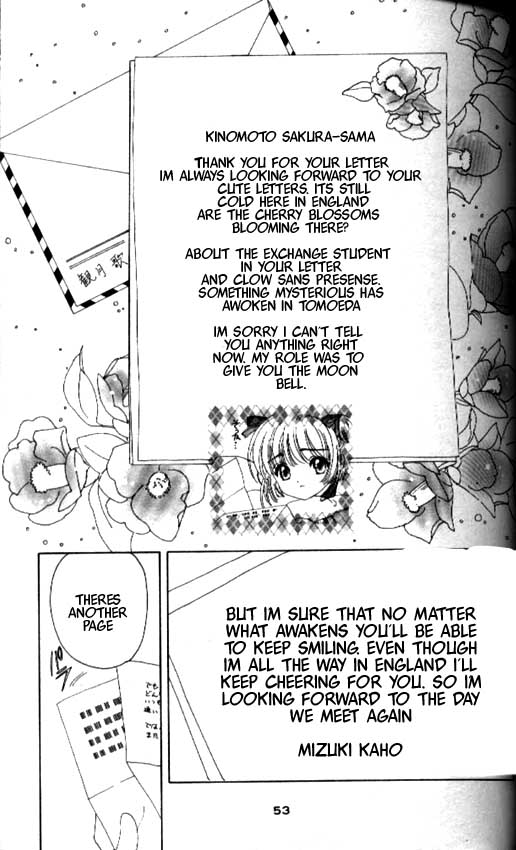 KINOMOTO SAKURA-SAMA
THANK YOU FOR YOUR LETTER
IM ALWAYS LOOKING FORWARD TO YOUR
CUTE LETTERS. ITS STILL
COLD HERE IN ENGLAND
ARE THE CHERRY BLOSSOMS
BLOOMING THERE?
ABOUT THE EXCHANGE STUDENT
IN YOUR LETTER
AND CLOW SANS PRESENSE.
SOMETHING MYSTERIOUS HAS
AWOKEN IN TOMOEDA
IM SORRY I CAN'T TELL
YOU ANYTHING RIGHT
NOW. MY ROLE WAS TO
GIVE YOU THE MOON
BELL.
観月 歌
THERES
ANOTHER
PAGE
BUT IM SURE THAT NO MATTER
WHAT AWAKENS YOU'LL BE ABLE
TO KEEP SMILING. EVEN THOUGH
IM ALL THE WAY IN ENGLAND I'LL
KEEP CHEERING FOR YOU. SO IM
LOOKING FORWARD TO THE DAY
WE MEET AGAIN
MIZUKI KAHO
53